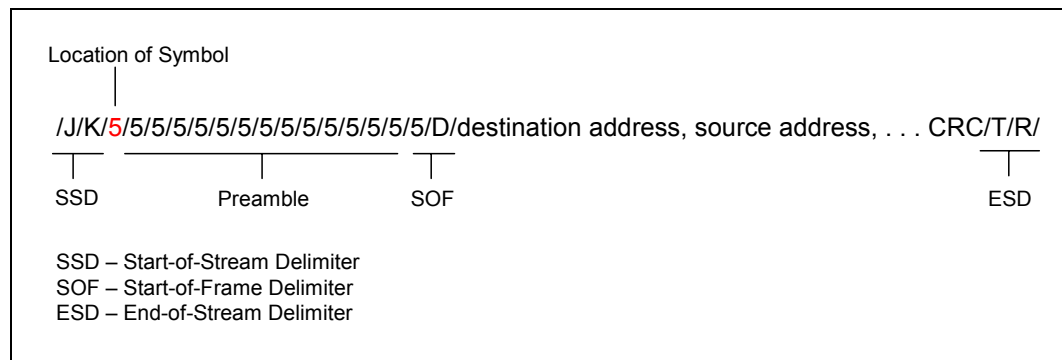 Location of Symbol
/J/K/5/5/5/5/5/5/5/5/5/5/5/5/5/5/5/D/destination address, source address, . . . CRC/T/R/
SSD Preamble SOF ESD
SSD – Start-of-Stream Delimiter
SOF – Start-of-Frame Delimiter
ESD – End-of-Stream Delimiter